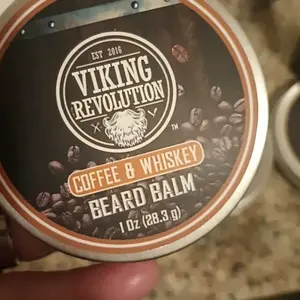 EST 2016
VIKING
REVOLUTION
TM
COFFEE & WHISKEY
BEARD BALM
1 Oz (28.3 g)